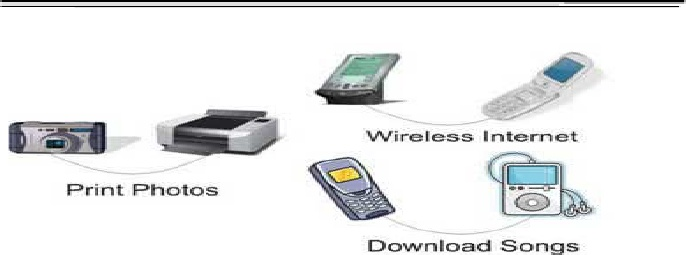 Wireless Internet
Print Photos
Download Songs